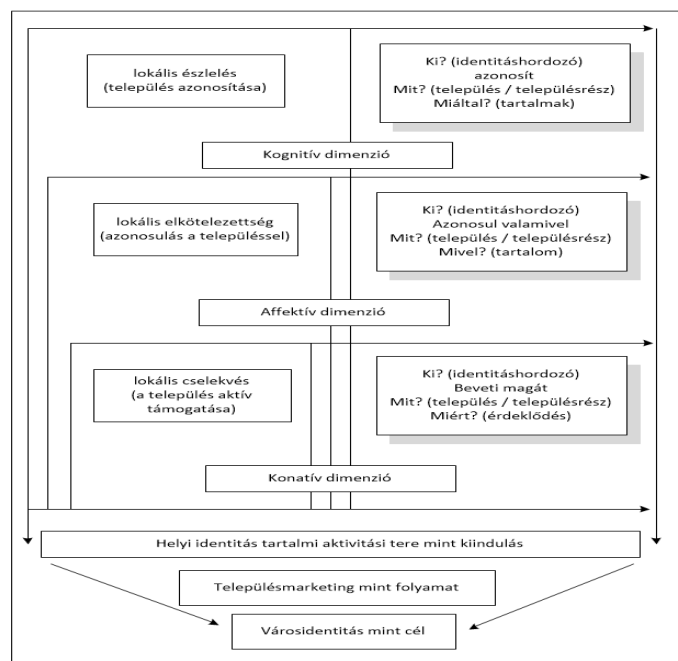 lokális észlelés
(település azonosítása)
Ki? (identitáshordozó)
azonosít
Mit? (település / településrész)
Miáltal? (tartalmak)
Kognitív dimenzió
lokális elkötelezettség
(azonosulás a településsel)
Ki? (identitáshordozó)
Azonosul valamivel
Mit? (település / településrész)
Mivel? (tartalom)
Affektív dimenzió
lokális cselekvés
(a település aktív
támogatása)
Ki? (identitáshordozó)
Beveti magát
Mit? (település / településrész)
Miért? (érdeklődés)
Konatív dimenzió
Helyi identitás tartalmi aktivitási tere mint kiindulás
Településmarketing mint folyamat
Városidentitás mint cél